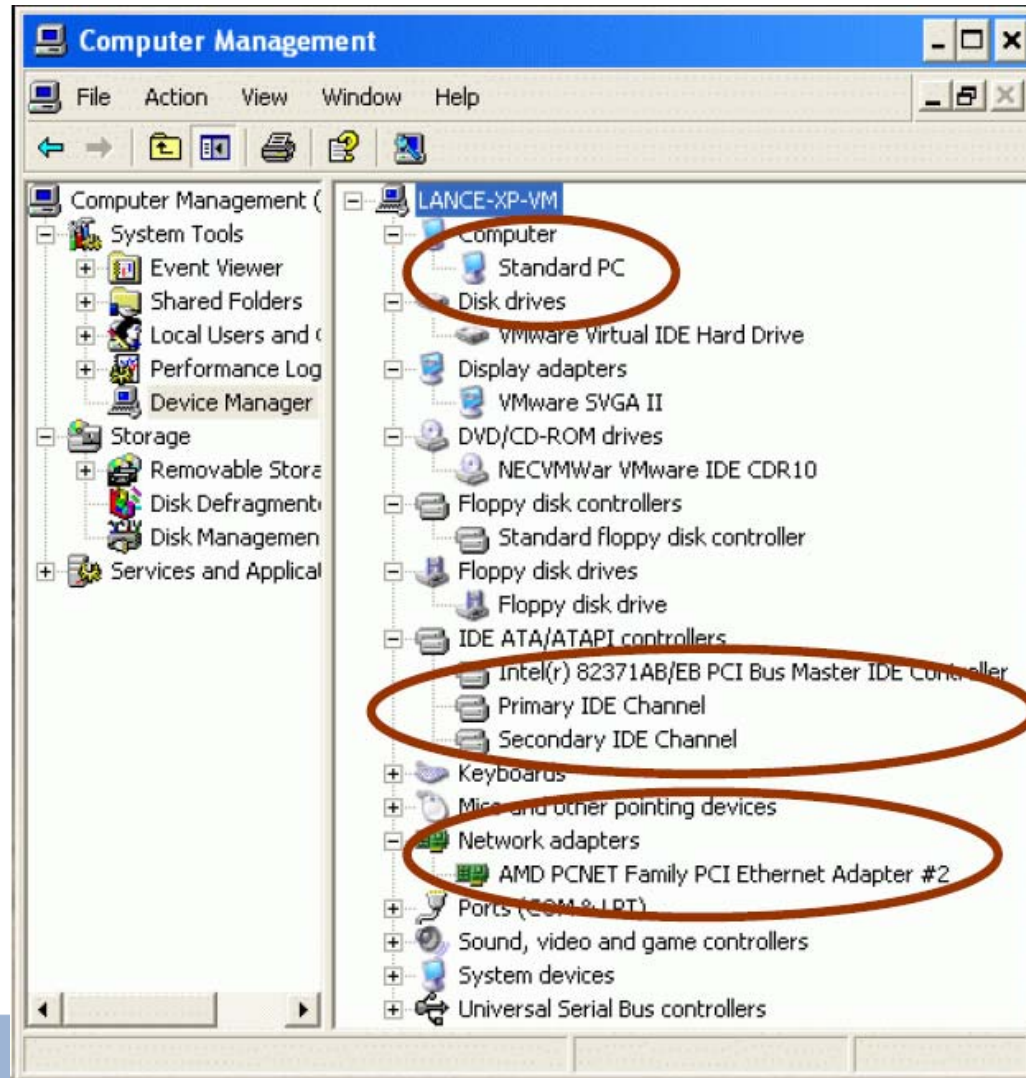 Computer Management
File Action View Window Help
Computer Management (
System Tools
Event Viewer
Shared Folders
Local Users and
Performance Log
Device Manager
Storage
Removable Stora
Disk Defragment
Disk Managemen
Services and Applicat
LANCE-XP-VM
Computer
Standard PC
Disk drives
VMware Virtual IDE Hard Drive
Display adapters
VMware SVGA II
DVD/CD-ROM drives
NECVMWar VMware IDE CDR10
Floppy disk controllers
Standard floppy disk controller
Floppy disk drives
Floppy disk drive
IDE ATA/ATAPI controllers
Intel(r) 82371AB/EB PCI Bus Master IDE Controller
Primary IDE Channel
Secondary IDE Channel
Keyboards
Mice and other pointing devices
Network adapters
AMD PCNET Family PCI Ethernet Adapter #2
Ports (COM & LPT)
Sound, video and game controllers
System devices
Universal Serial Bus controllers